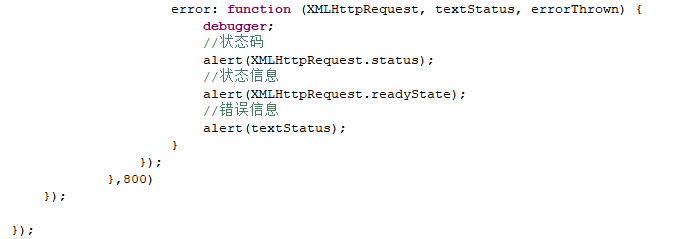 error: function (XMLHttpRequest, textStatus, errorThrown) {
debugger;
//状态码
alert(XMLHttpRequest.status);
//状态信息
alert(XMLHttpRequest.readyState);
//错误信息
alert(textStatus);
}
});
},800)
});
});